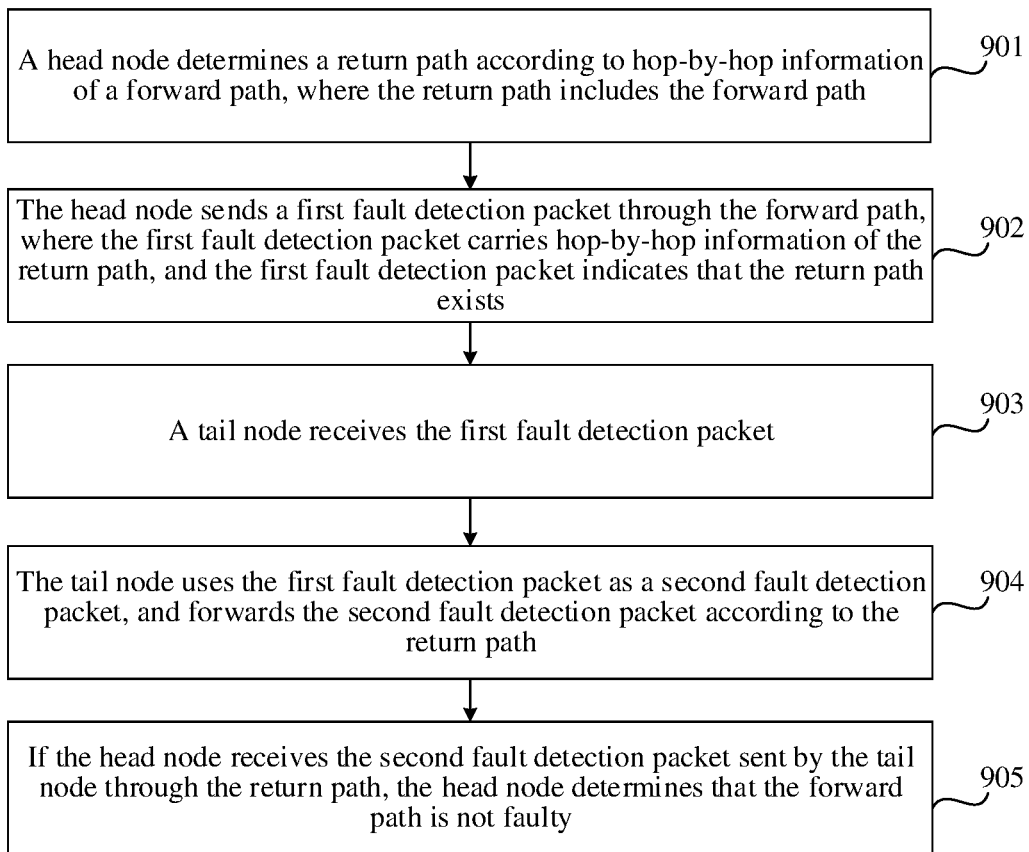 A head node determines a return path according to hop-by-hop information
of a forward path, where the return path includes the forward path
901
The head node sends a first fault detection packet through the forward path,
where the first fault detection packet carries hop-by-hop information of the
return path, and the first fault detection packet indicates that the return path
exists
902
A tail node receives the first fault detection packet
903
The tail node uses the first fault detection packet as a second fault detection
packet, and forwards the second fault detection packet according to the
return path
904
If the head node receives the second fault detection packet sent by the tail
node through the return path, the head node determines that the forward
path is not faulty
905